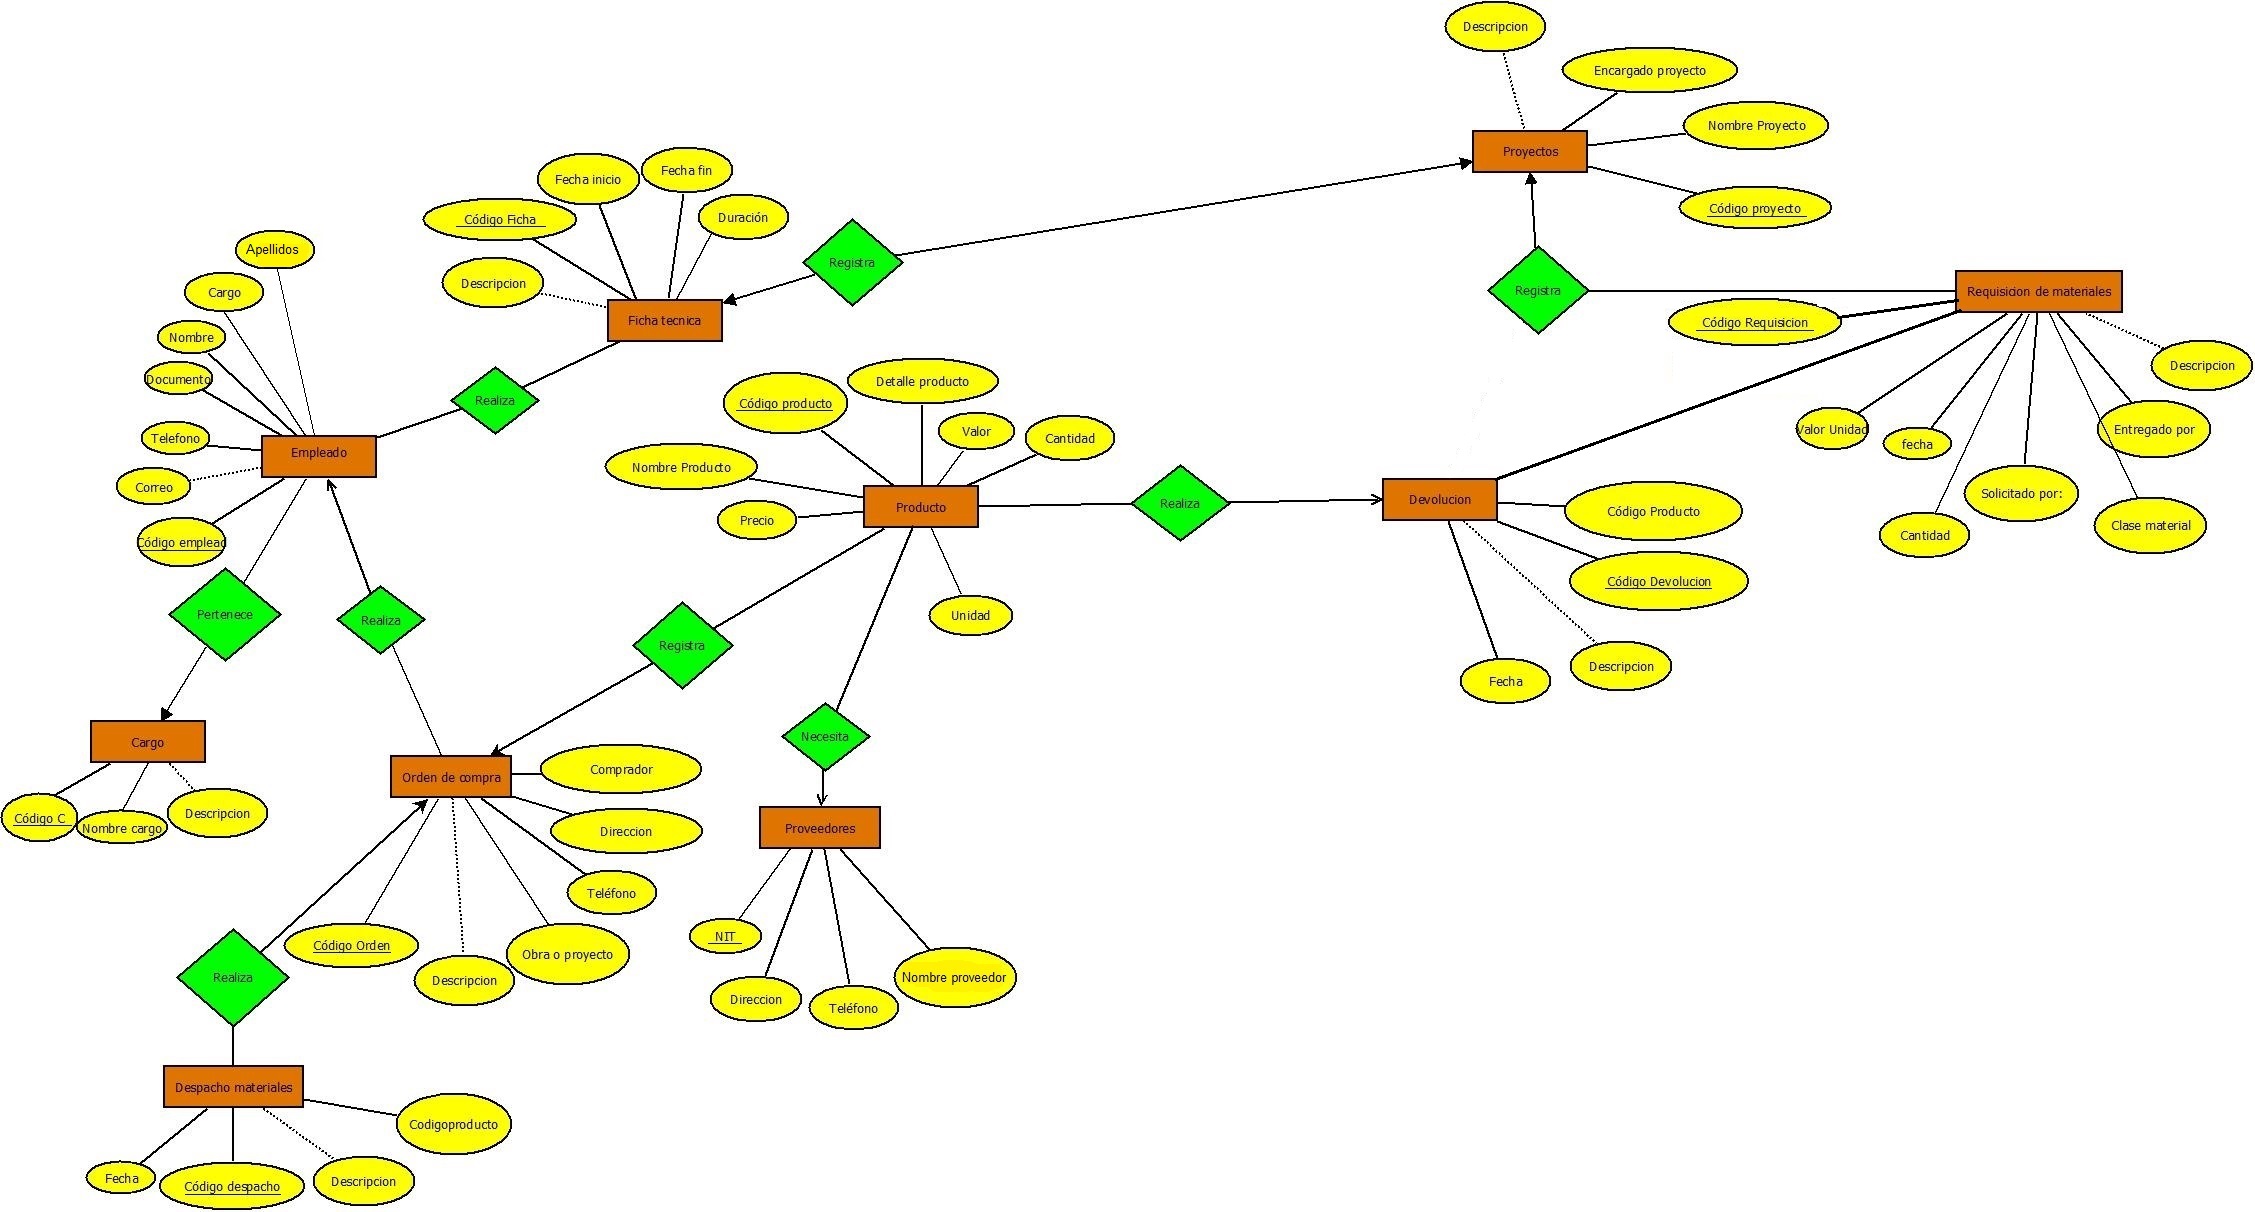 Descripcion
Encargado proyecto
Nombre Proyecto
Proyectos
Código proyecto
Fecha inicio
Fecha fin
Código Ficha
Duración
Descripcion
Registra
Ficha tecnica
Registra
Requisicion de materiales
Código Requisicion
Descripcion
Valor Unidad
fecha
Entregado por
Solicitado por:
Cantidad
Clase material
Apellidos
Cargo
Nombre
Documento
Telefono
Correo
Código emplead
Empleado
Realiza
Código producto
Detalle producto
Valor
Cantidad
Nombre Producto
Precio
Producto
Unidad
Realiza
Devolucion
Código Producto
Código Devolucion
Descripcion
Fecha
Pertenece
Realiza
Registra
Necesita
Cargo
Código C
Nombre cargo
Descripcion
Orden de compra
Comprador
Direccion
Teléfono
Código Orden
Descripcion
Obra o proyecto
Proveedores
NIT
Direccion
Teléfono
Nombre proveedor
Realiza
Despacho materiales
Codigoproducto
Fecha
Código despacho
Descripcion